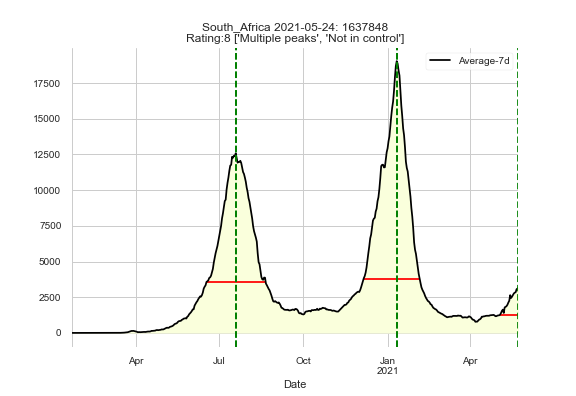 South_Africa 2021-05-24: 1637848
Rating:8 ['Multiple peaks', 'Not in control']
Average-7d
17500
15000
12500
10000
7500
5000
2500
0
Apr Jul Oct Jan Apr
2021
Date